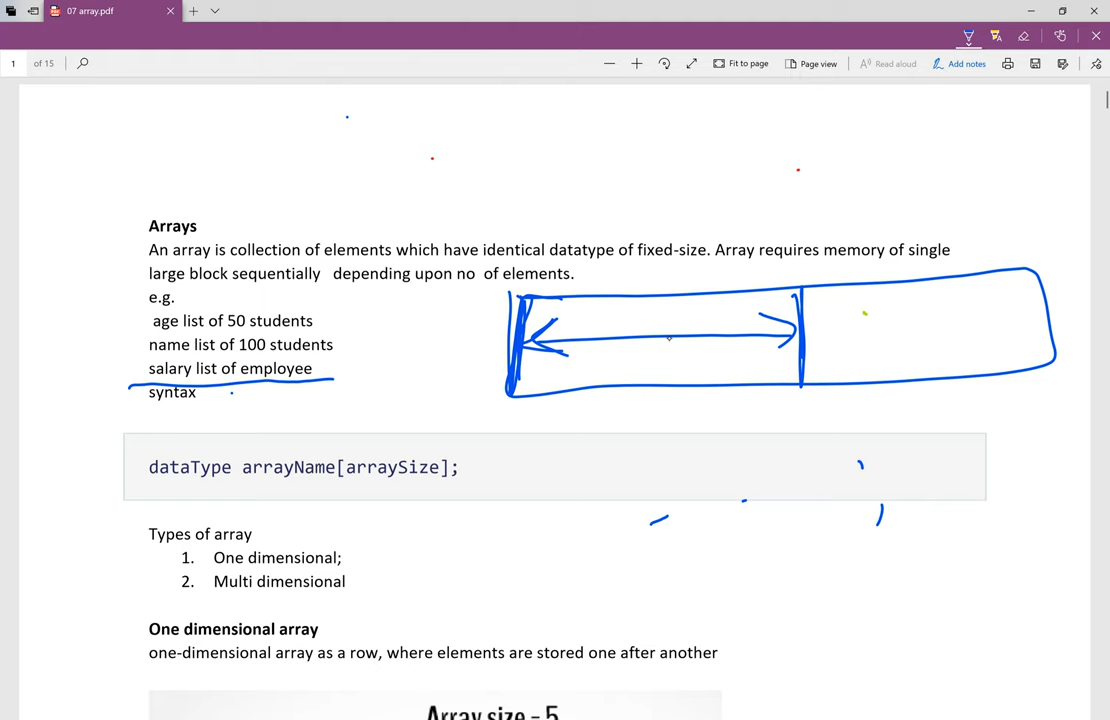 07 array.pdf
1 of 15
Fit to page Page view Read aloud Add notes
Arrays
An array is collection of elements which have identical datatype of fixed-size. Array requires memory of single
large block sequentially depending upon no of elements.
e.g.
age list of 50 students
name list of 100 students
salary list of employee
syntax
dataType arrayName[arraySize];
Types of array
1. One dimensional;
2. Multi dimensional
One dimensional array
one-dimensional array as a row, where elements are stored one after another
Array size - 5